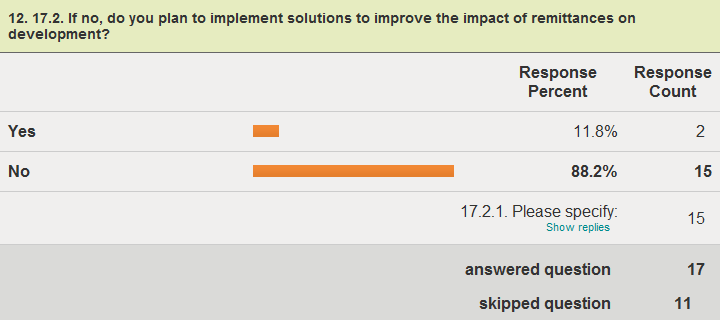 12. 17.2. If no, do you plan to implement solutions to improve the impact of remittances on
development?
Response Percent
Response Count
Yes 11.8% 2
No 88.2% 15
17.2.1. Please specify: 15
Show replies
answered question 17
skipped question 11